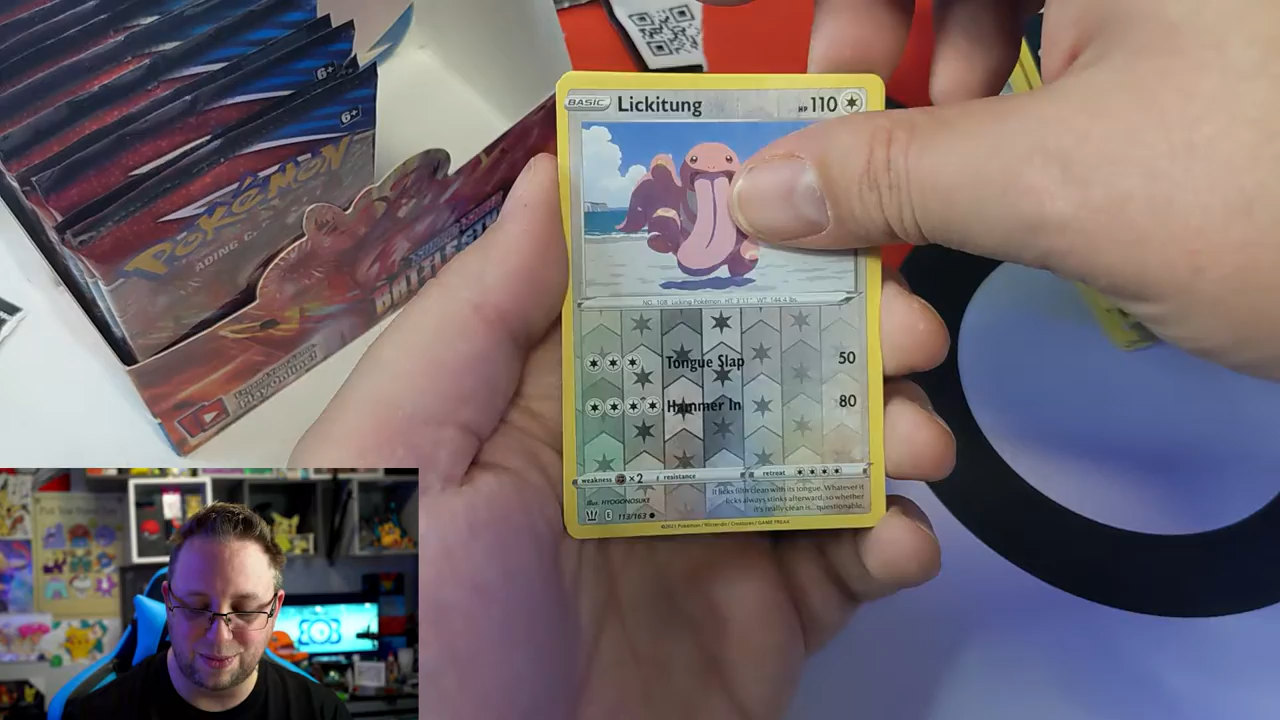 6+
6+
Pokémon
BASIC Lickitung HP 110
NO. 108 Licking Pokémon HT: 3'11" WT: 144.4 lbs.
Tongue Slap 50
Hammer In 80
weakness ×2 resistance retreat
It licks filth clean with its tongue. Whatever it
licks always stinks afterward, so whether
it's really clean is...questionable.
Illus. HYOGONOSUKE
E 113/163
©2021 Pokémon / Nintendo / Creatures / GAME FREAK
Expand Your Game:
Play Online!